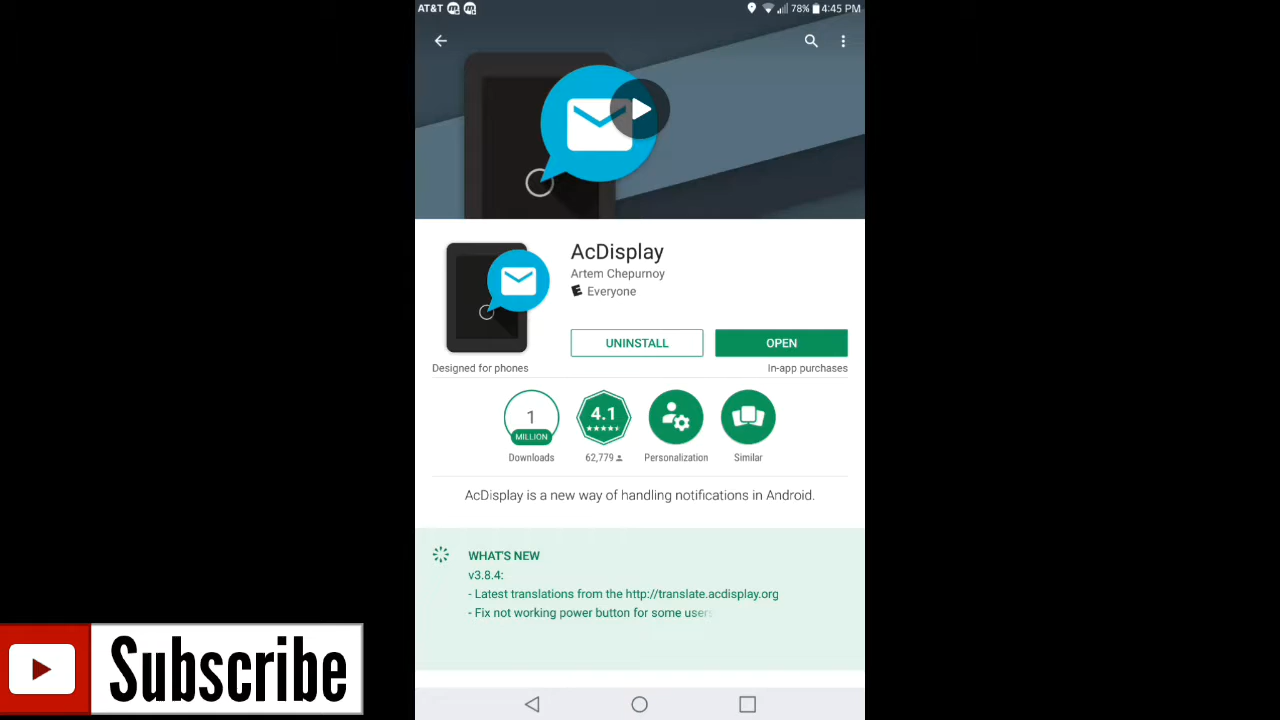 AT&T
78% 4:45 PM
AcDisplay
Artem Chepurnoy
E Everyone
UNINSTALL
OPEN
Designed for phones
In-app purchases
1
MILLION
4.1
Downloads
62,779
Personalization
Similar
AcDisplay is a new way of handling notifications in Android.
WHAT'S NEW
v3.8.4:
- Latest translations from the http://translate.acdisplay.org
- Fix not working power button for some users
Subscribe